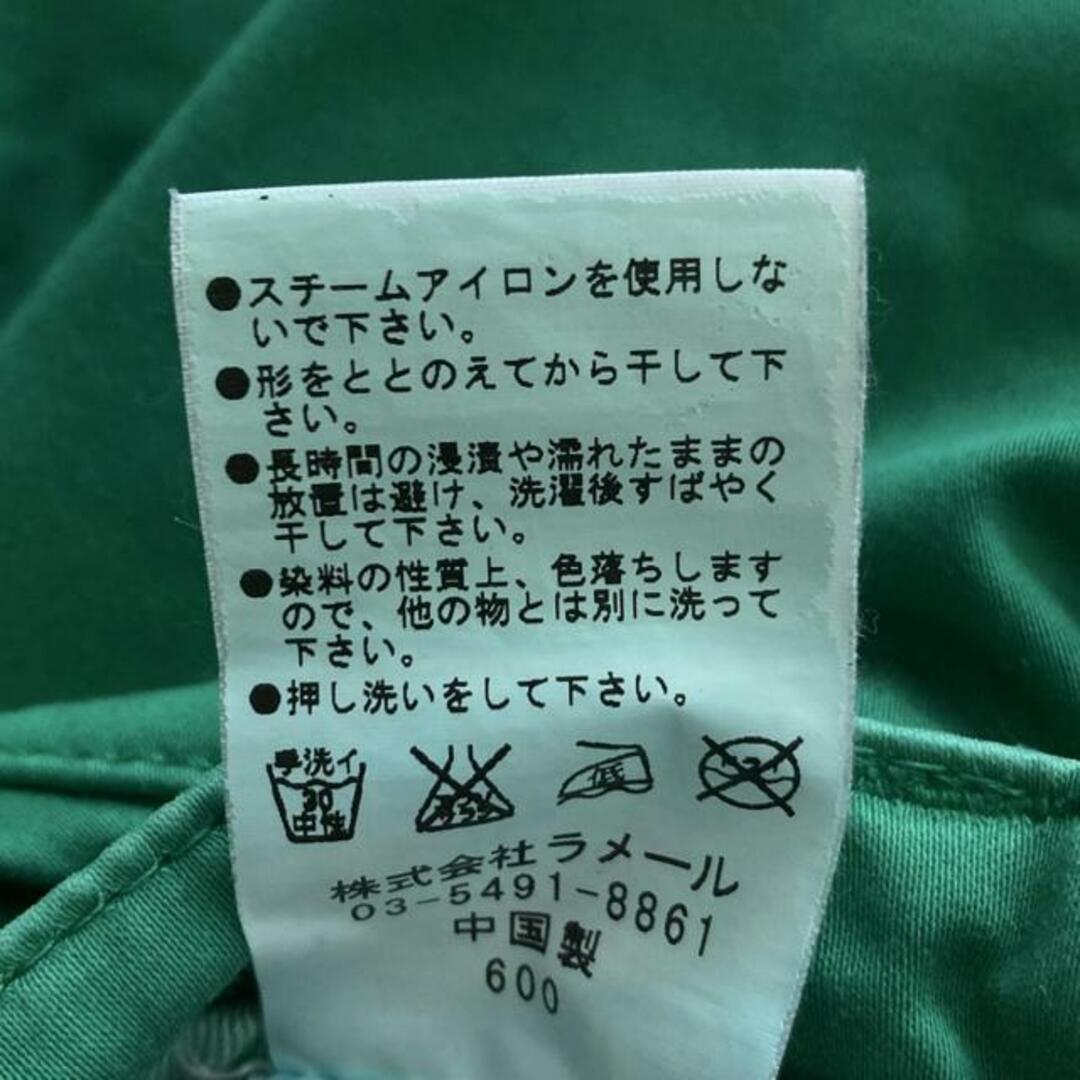 ●スチームアイロンを使用しな
いで下さい。
●形をととのえてから干して下
さい。
●長時間の浸漬や濡れたままの
放置は避け、洗濯後すばやく
干して下さい。
●染料の性質上、色落ちします
ので、他の物とは別に洗って
下さい。
●押し洗いをして下さい。
手洗イ
30
中性
エンソ
低
株式会社ラメール
03-5491-8861
中国製
600